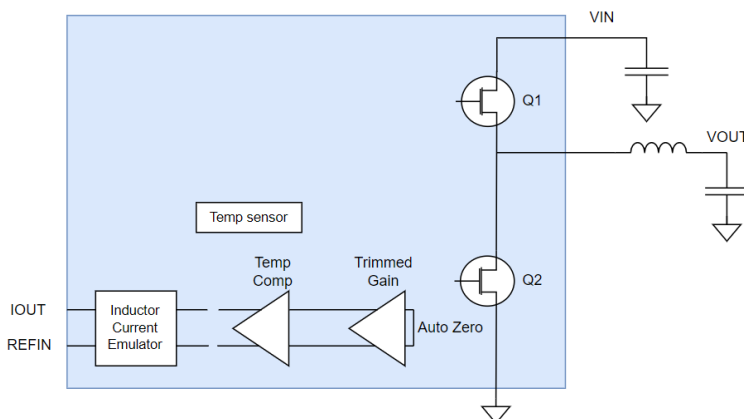 VIN
Q1
VOUT
Temp sensor
Temp
Comp
Trimmed
Gain
Q2
IOUT
REFIN
Inductor
Current
Emulator
Auto Zero